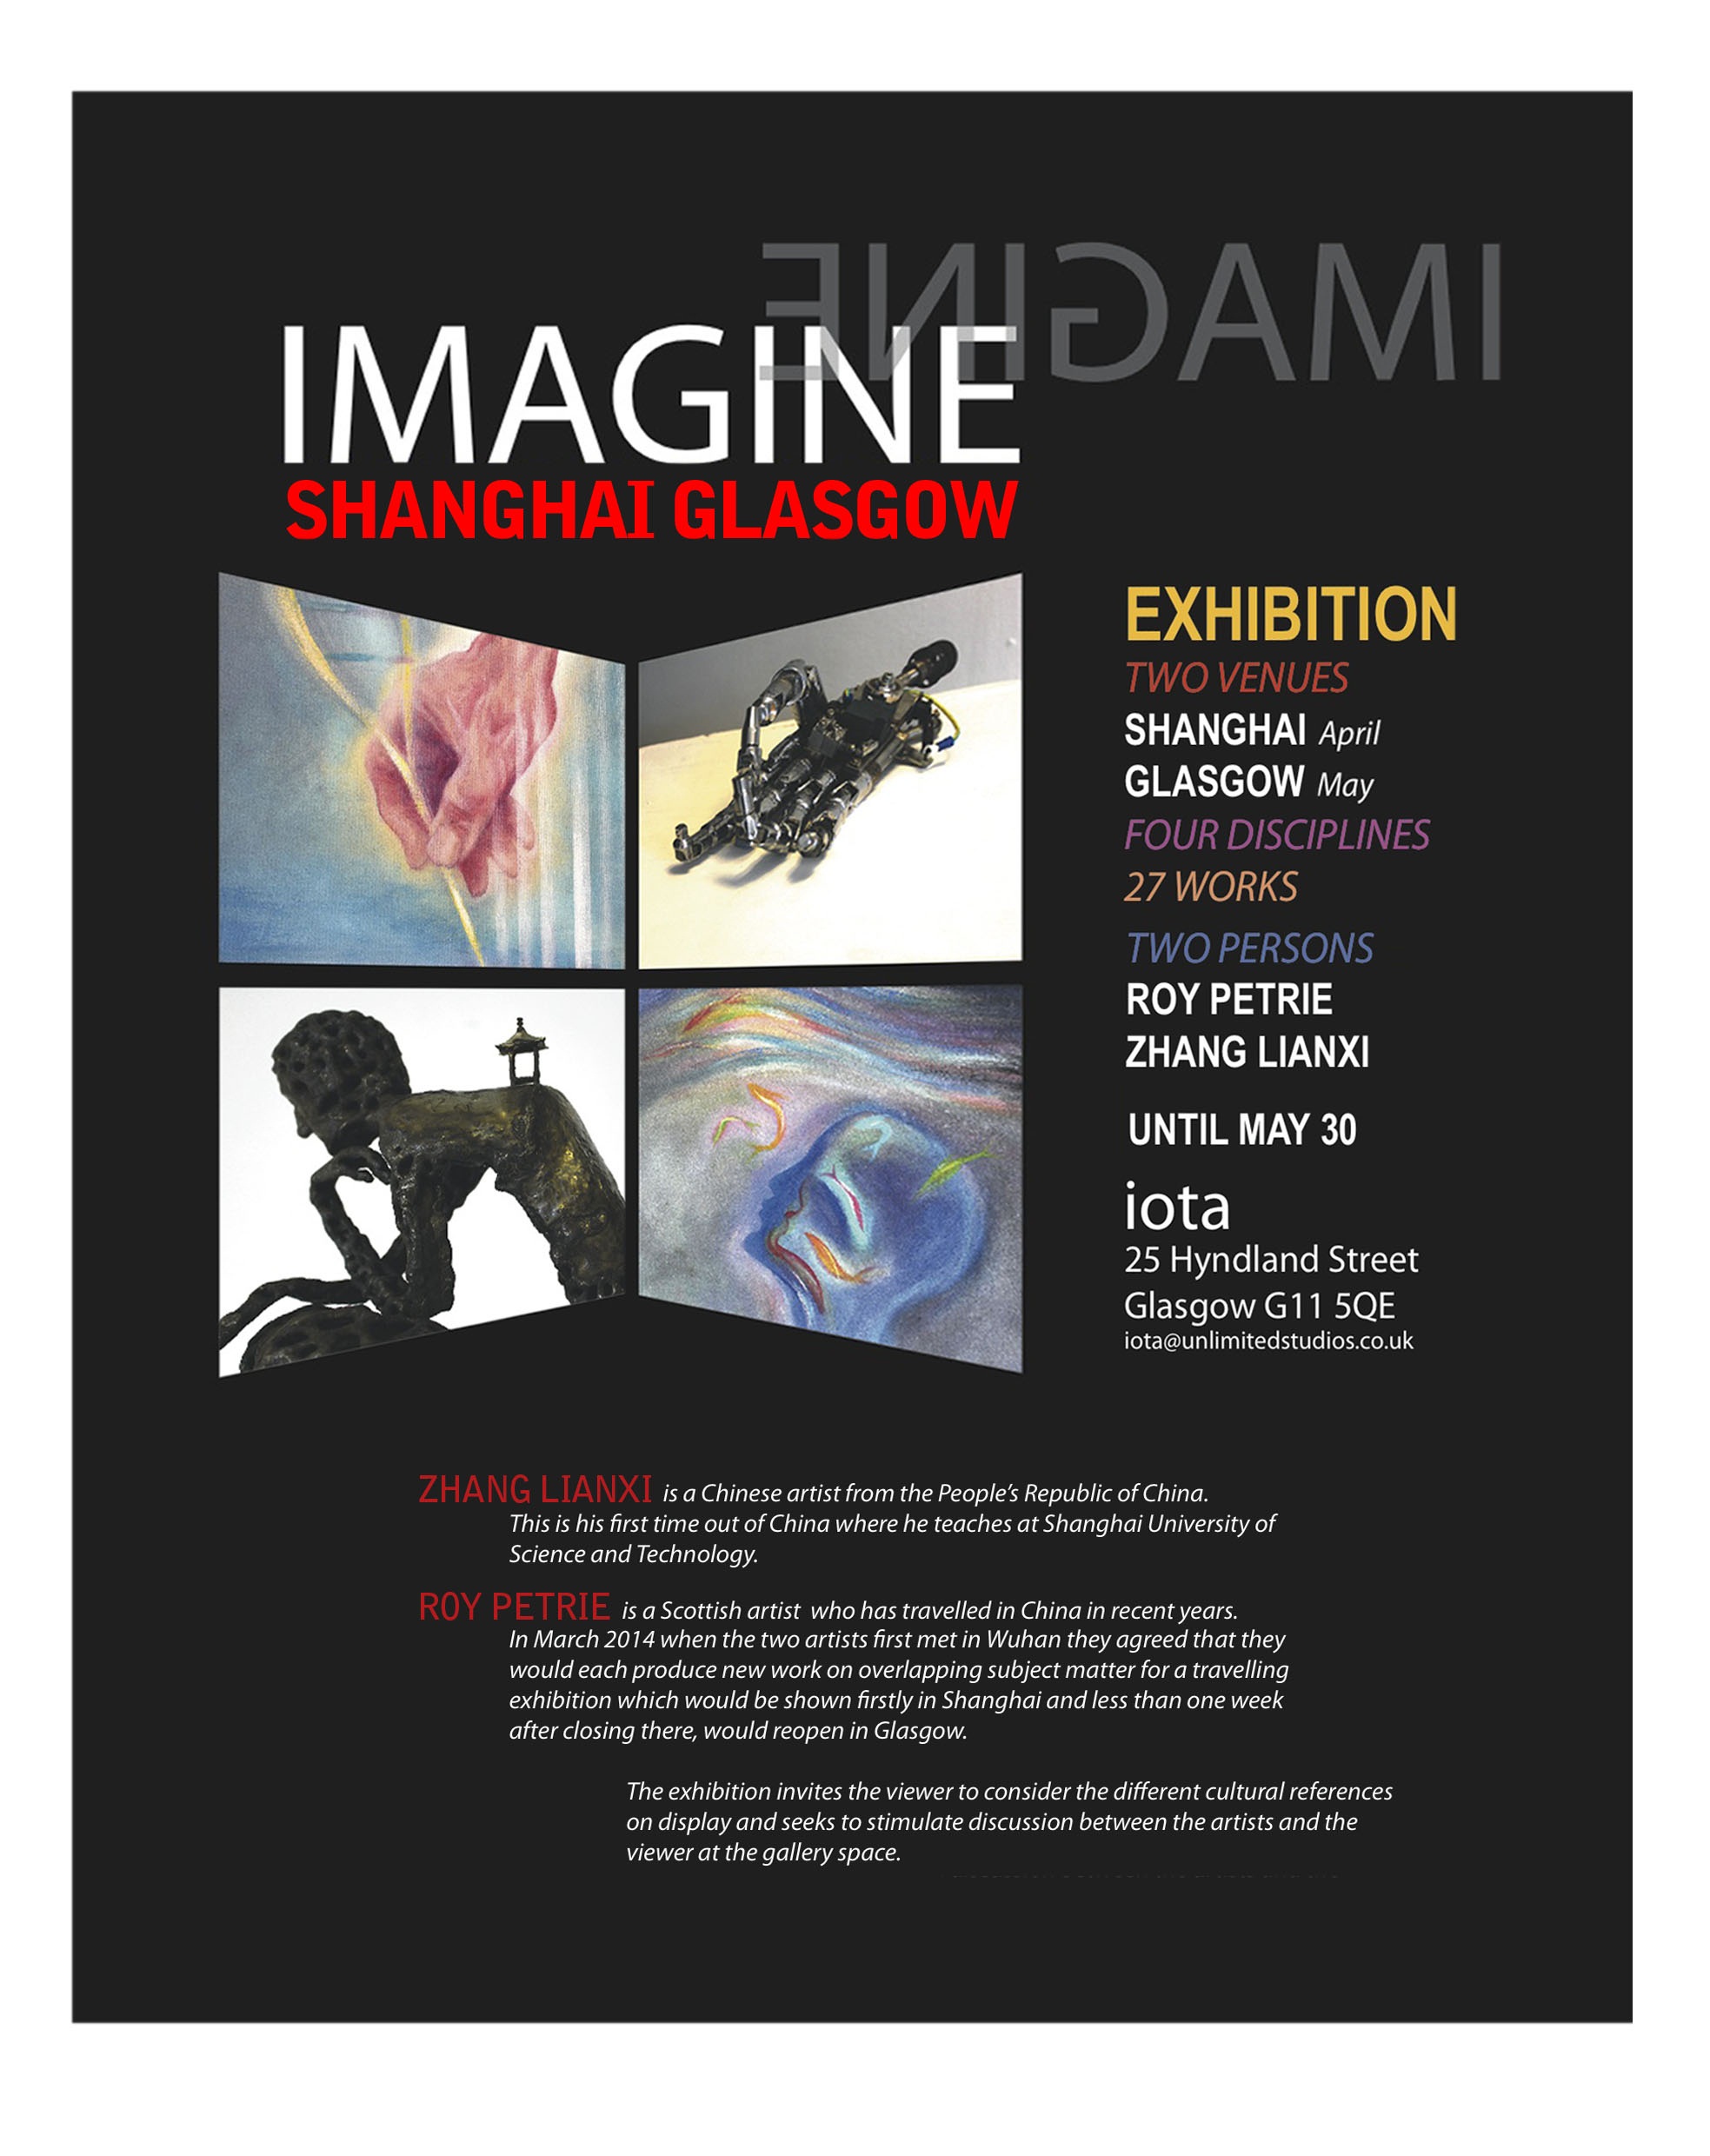 IMAGINE
IMAGINE
SHANGHAI GLASGOW
EXHIBITION
TWO VENUES
SHANGHAI April
GLASGOW May
FOUR DISCIPLINES
27 WORKS
TWO PERSONS
ROY PETRIE
ZHANG LIANXI
UNTIL MAY 30
iota
25 Hyndland Street
Glasgow G11 5QE
iota@unlimitedstudios.co.uk
ZHANG LIANXI is a Chinese artist from the People’s Republic of China.
This is his first time out of China where he teaches at Shanghai University of
Science and Technology.
ROY PETRIE is a Scottish artist who has travelled in China in recent years.
In March 2014 when the two artists first met in Wuhan they agreed that they
would each produce new work on overlapping subject matter for a travelling
exhibition which would be shown firstly in Shanghai and less than one week
after closing there, would reopen in Glasgow.
The exhibition invites the viewer to consider the different cultural references
on display and seeks to stimulate discussion between the artists and the
viewer at the gallery space.